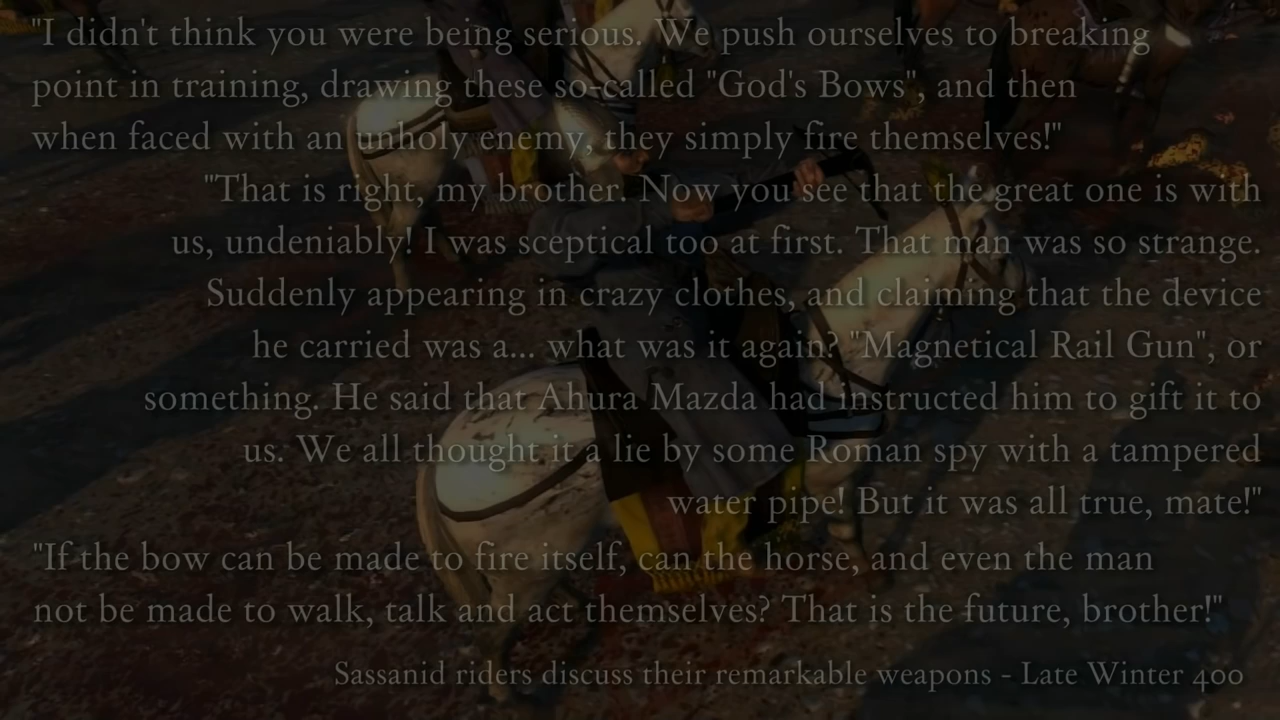 "I didn't think you were being serious. We push ourselves to breaking
point in training, drawing these so-called "God's Bows", and then
when faced with an unholy enemy, they simply fire themselves!"
"That is right, my brother. Now you see that the great one is with
us, undeniably! I was sceptical too at first. That man was so strange.
Suddenly appearing in crazy clothes, and claiming that the device
he carried was a... what was it again? "Magnetical Rail Gun", or
something. He said that Ahura Mazda had instructed him to gift it to
us. We all thought it a lie by some Roman spy with a tampered
water pipe! But it was all true, mate!"
"If the bow can be made to fire itself, can the horse, and even the man
not be made to walk, talk and act themselves? That is the future, brother!"
Sassanid riders discuss their remarkable weapons - Late Winter 400